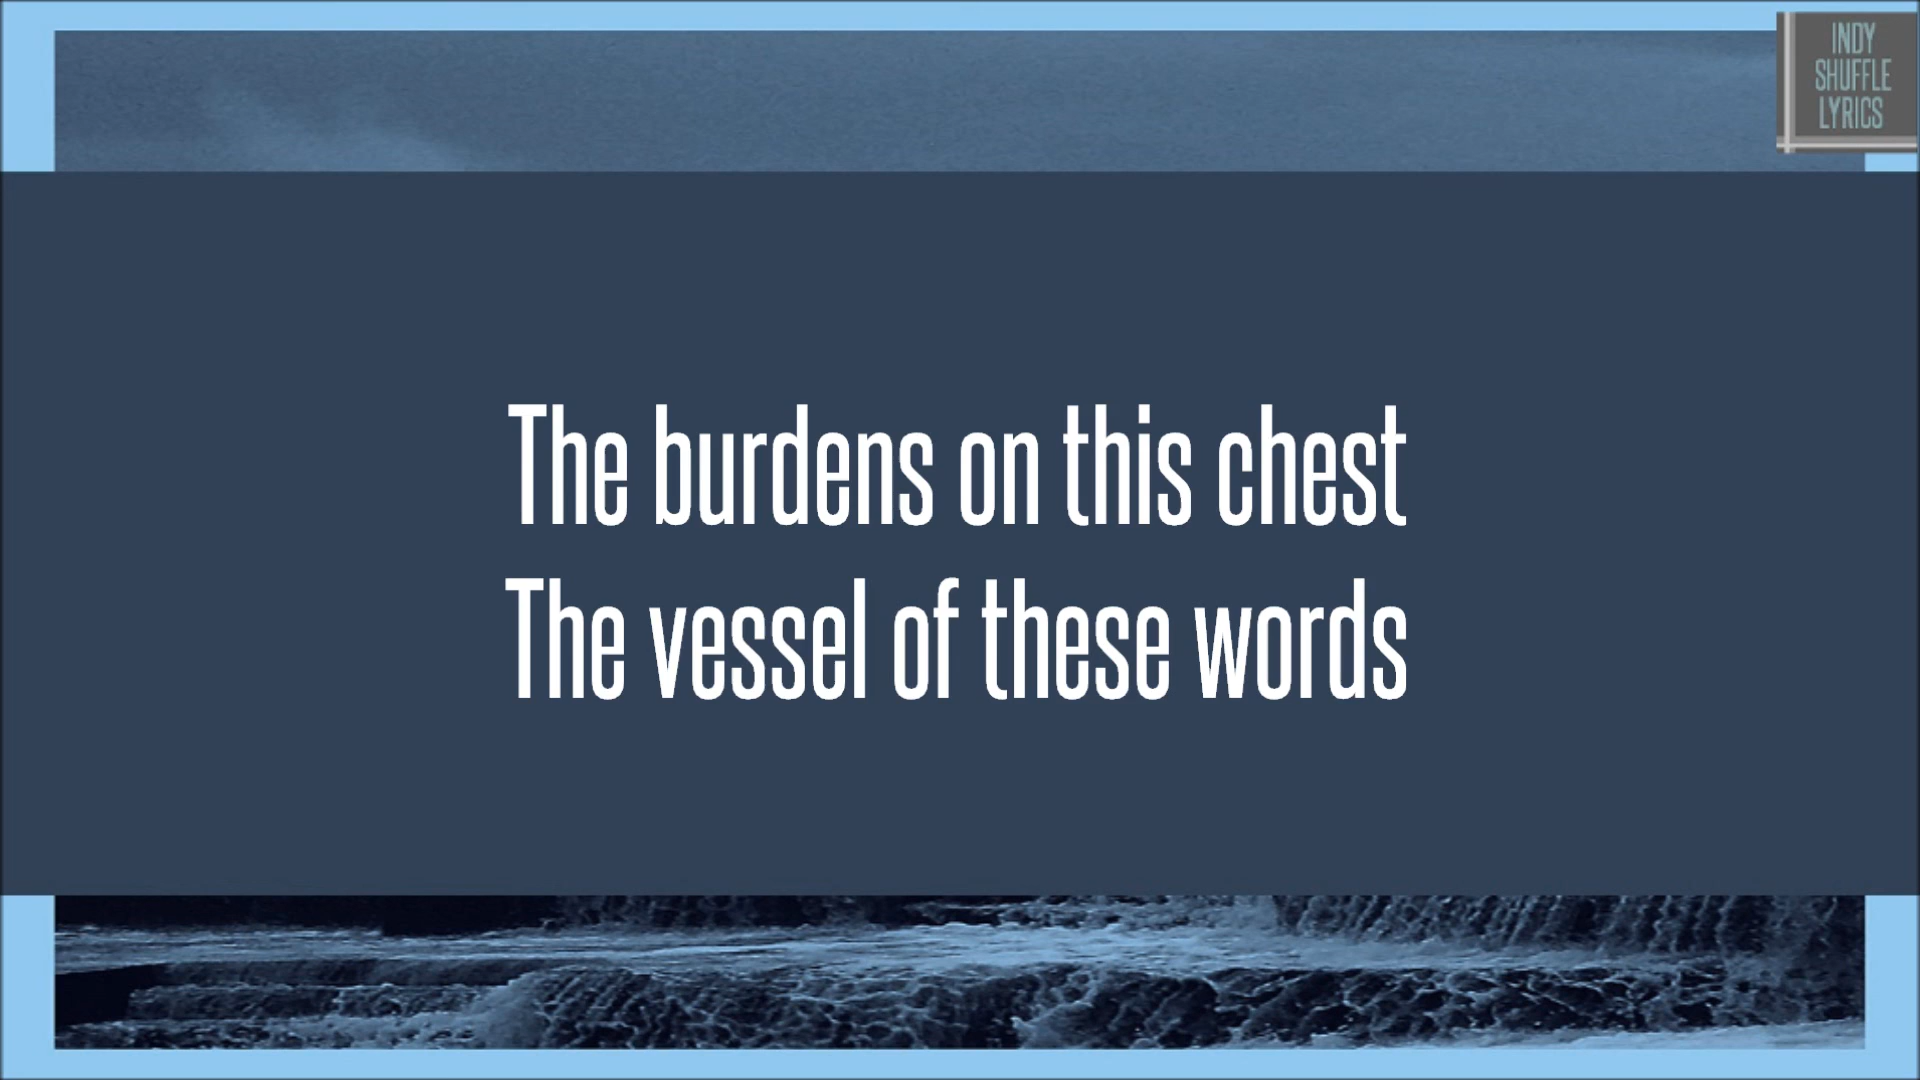 INDY
SHUFFLE
LYRICS
The burdens on this chest
The vessel of these words